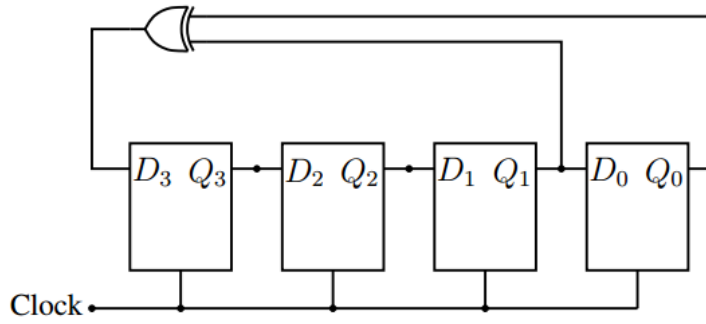 D₃ Q₃ D₂ Q₂ D₁ Q₁ D₀ Q₀
Clock